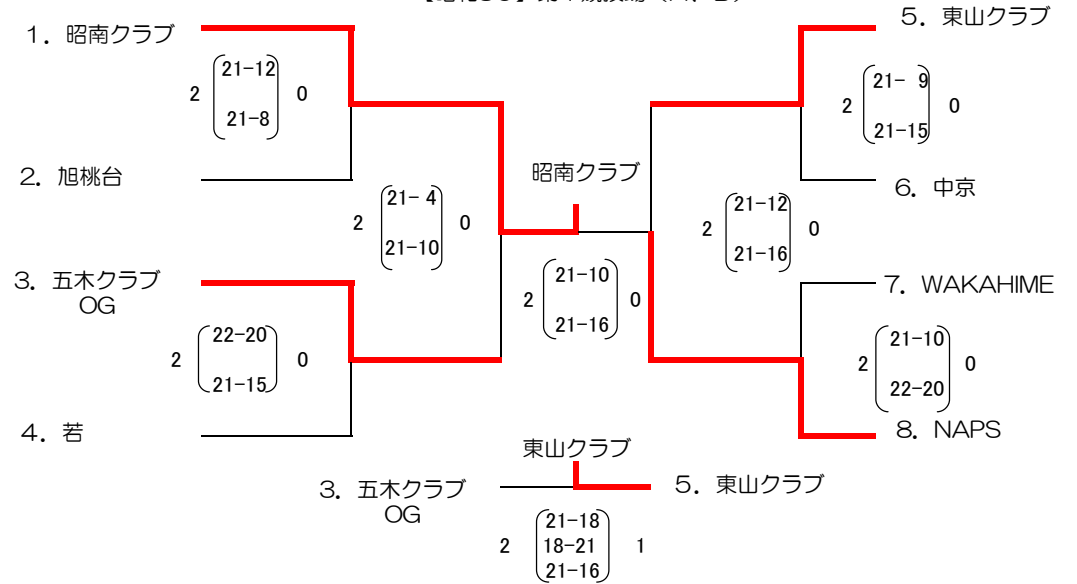 5. 東山クラブ
1. 昭南クラブ
21-12
2 0
21-8
21- 9
2 0
21-15
2. 旭桃台
昭南クラブ
6. 中京
21- 4
2 0
21-10
21-12
2 0
21-16
3. 五木クラブ
OG
21-10
2 0
21-16
7. WAKAHIME
22-20
2 0
21-15
21-10
2 0
22-20
4. 若
8. NAPS
東山クラブ
3. 五木クラブ
OG
5. 東山クラブ
21-18
2 18-21 1
21-16